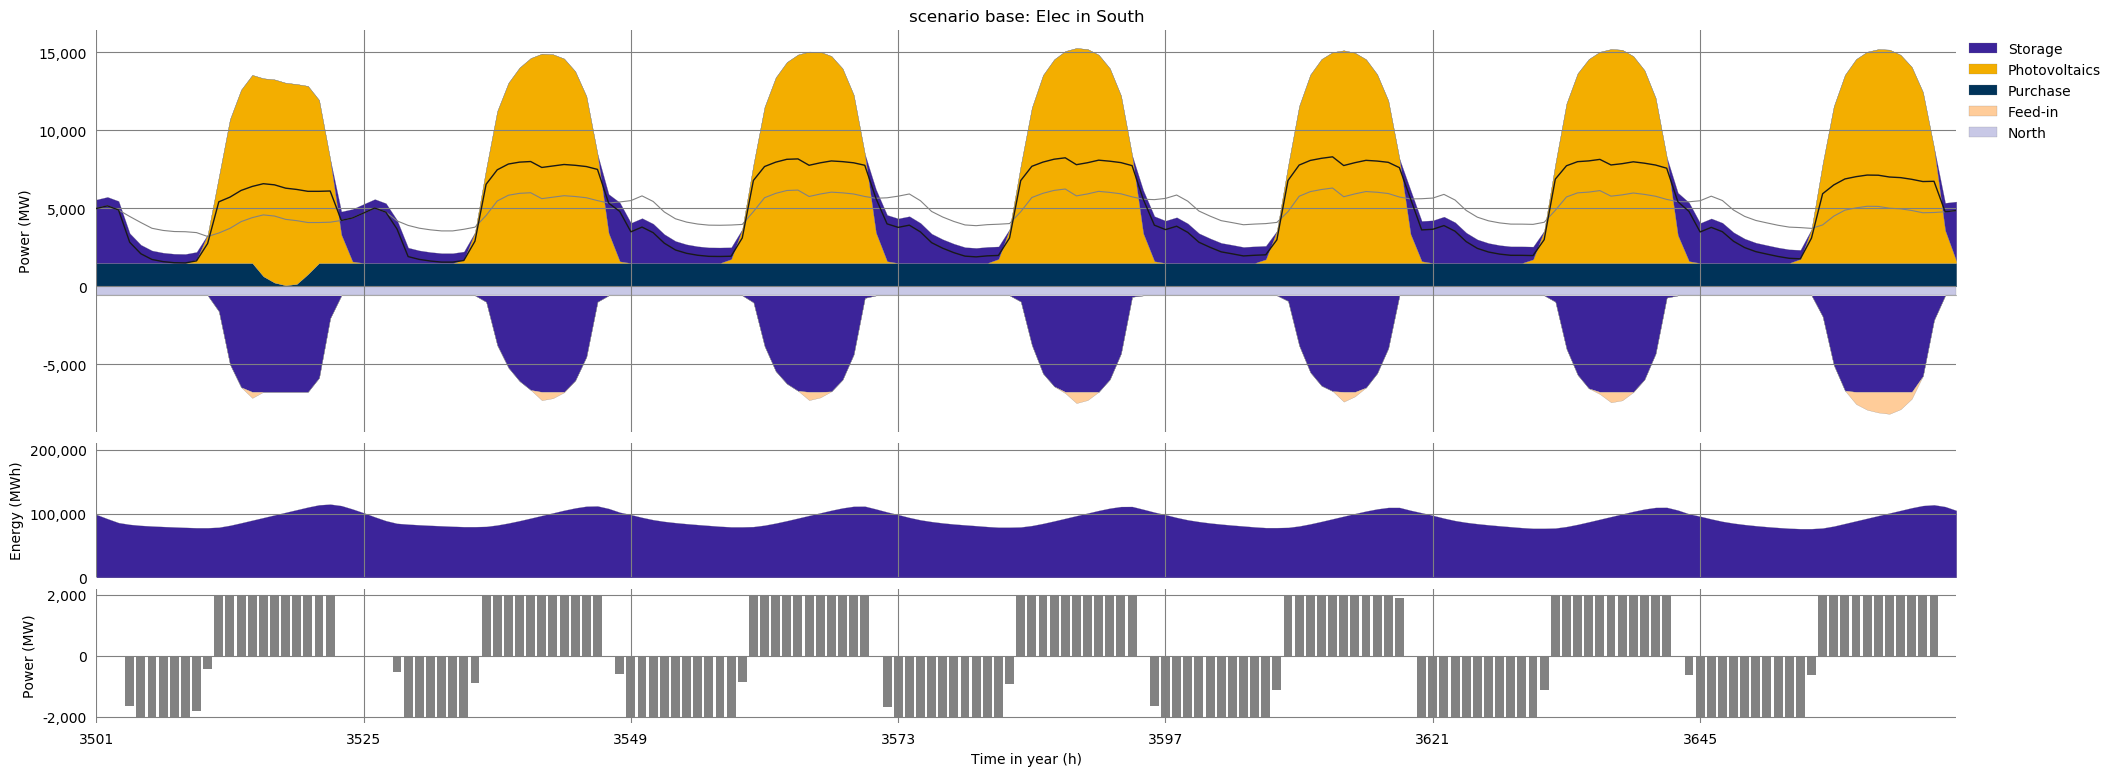 scenario base: Elec in South
Power (MW)
15,000
10,000
5,000
0
-5,000
Storage
Photovoltaics
Purchase
Feed-in
North
Energy (MWh)
200,000
100,000
0
Power (MW)
2,000
0
-2,000
3501 3525 3549 3573 3597 3621 3645
Time in year (h)